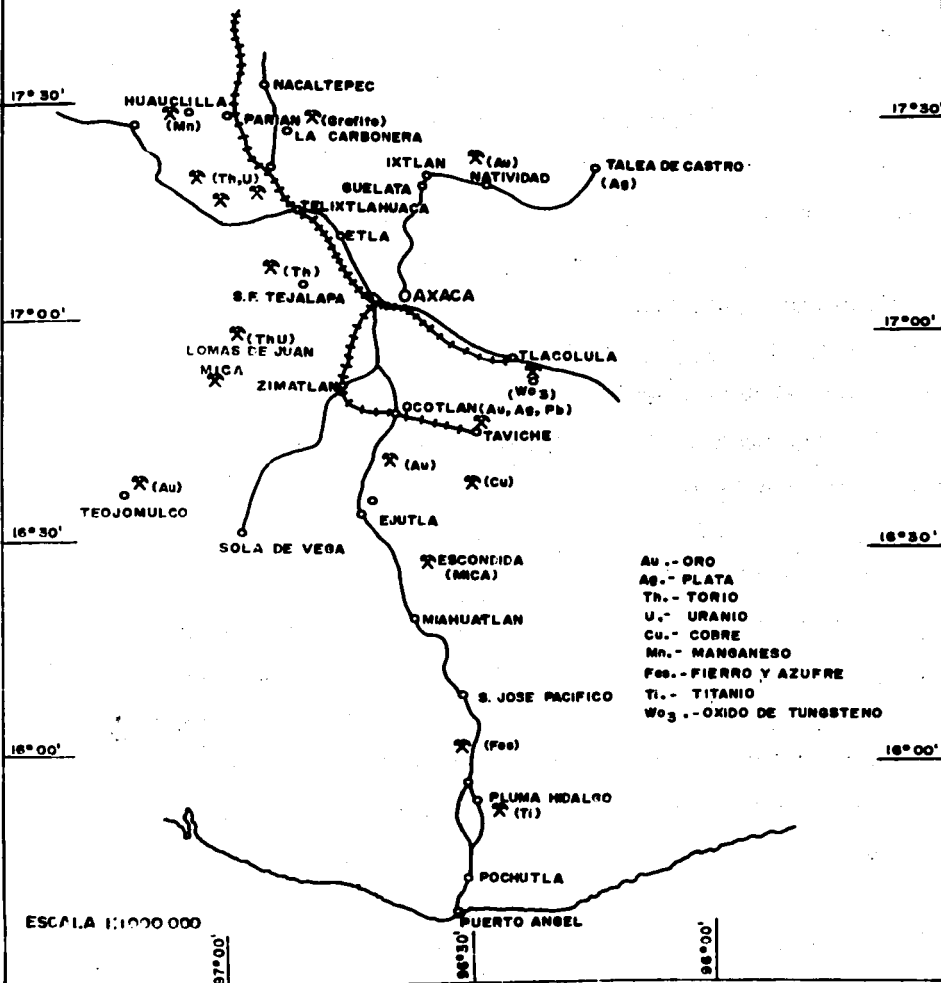 NACALTEPEC
17°30'
HUAUCLILLA
(Mn)
PARIAN
(Grafito)
17°30'
LA CARBONERA
IXTLAN
(Au)
NATIVIDAD
TALEA DE CASTRO
(Ag)
GUELATA
(Th,U)
TELIXTLAHUACA
ETLA
(Th)
S.F. TEJALAPA
OAXACA
17°00'
17°00'
(ThU)
LOMAS DE JUAN
MICA
TLACOLULA
(Wo3)
ZIMATLAN
OCOTLAN (Au, Ag, Pb)
TAVICHE
(Au)
(Cu)
(Au)
TEOJOMULCO
EJUTLA
16°30'
SOLA DE VEGA
16°30'
ESCONDIDA
(MICA)
Au .- ORO
Ag.- PLATA
Th.- TORIO
U.- URANIO
Cu.- COBRE
Mn.- MANGANESO
Fes.- FIERRO Y AZUFRE
Ti.- TITANIO
Wo3 .- OXIDO DE TUNGSTENO
MIAHUATLAN
S. JOSE PACIFICO
16°00'
(Fes)
16°00'
PLUMA HIDALGO
(Ti)
POCHUTLA
PUERTO ANGEL
ESCALA 1:1000 000
97°00'
96°30'
96°00'